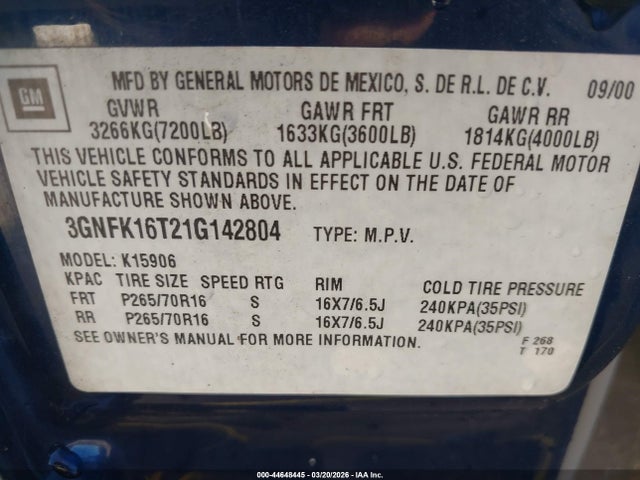 GM
MFD BY GENERAL MOTORS DE MEXICO, S. DE R.L. DE C.V. 09/00
GVWR GAWR FRT GAWR RR
3266KG(7200LB) 1633KG(3600LB) 1814KG(4000LB)
THIS VEHICLE CONFORMS TO ALL APPLICABLE U.S. FEDERAL MOTOR
VEHICLE SAFETY STANDARDS IN EFFECT ON THE DATE OF
MANUFACTURE SHOWN ABOVE.
3GNFK16T21G142804 TYPE: M.P.V.
MODEL: K15906
KPAC TIRE SIZE SPEED RTG RIM COLD TIRE PRESSURE
FRT P265/70R16 S 16X7/6.5J 240KPA(35PSI)
RR P265/70R16 S 16X7/6.5J 240KPA(35PSI)
SEE OWNER'S MANUAL FOR MORE INFORMATION.
F 268
T 170
000-44648445 | 03/20/2026 | IAA Inc.